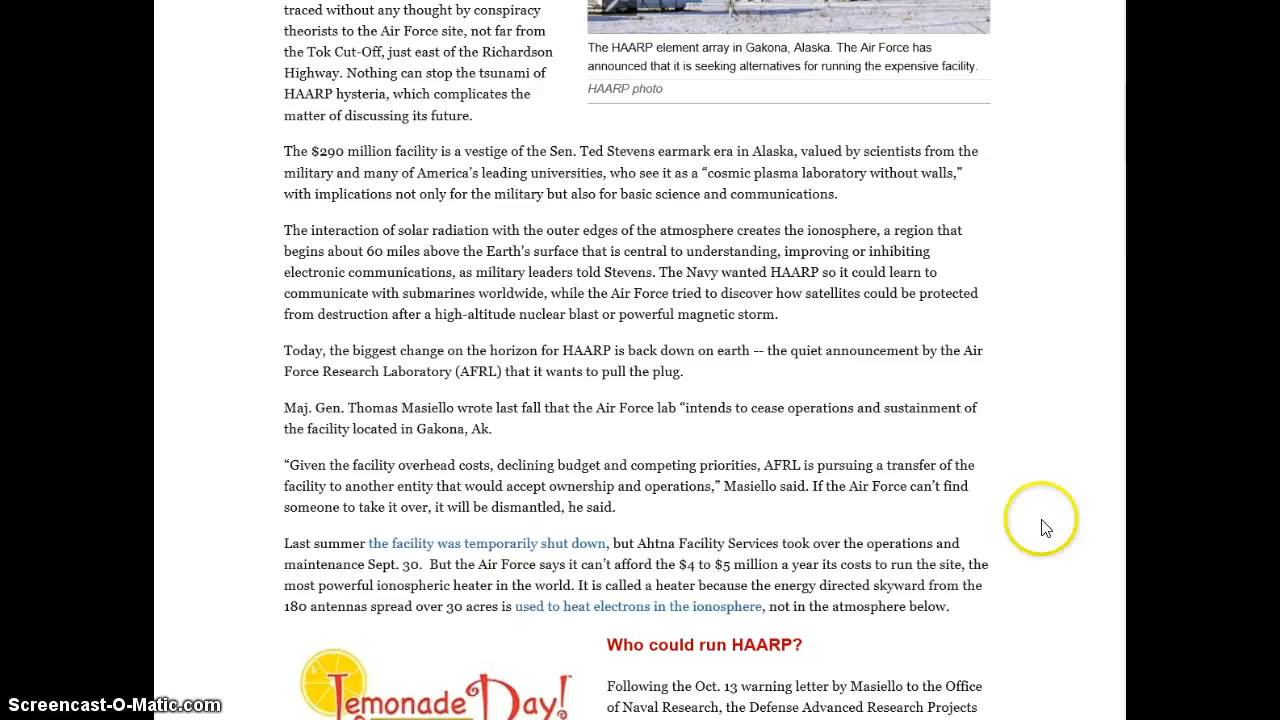 traced without any thought by conspiracy
theorists to the Air Force site, not far from
the Tok Cut-Off, just east of the Richardson
Highway. Nothing can stop the tsunami of
HAARP hysteria, which complicates the
matter of discussing its future.
The HAARP element array in Gakona, Alaska. The Air Force has
announced that it is seeking alternatives for running the expensive facility.
HAARP photo
The $290 million facility is a vestige of the Sen. Ted Stevens earmark era in Alaska, valued by scientists from the
military and many of America's leading universities, who see it as a “cosmic plasma laboratory without walls,”
with implications not only for the military but also for basic science and communications.
The interaction of solar radiation with the outer edges of the atmosphere creates the ionosphere, a region that
begins about 60 miles above the Earth's surface that is central to understanding, improving or inhibiting
electronic communications, as military leaders told Stevens. The Navy wanted HAARP so it could learn to
communicate with submarines worldwide, while the Air Force tried to discover how satellites could be protected
from destruction after a high-altitude nuclear blast or powerful magnetic storm.
Today, the biggest change on the horizon for HAARP is back down on earth -- the quiet announcement by the Air
Force Research Laboratory (AFRL) that it wants to pull the plug.
Maj. Gen. Thomas Masiello wrote last fall that the Air Force lab “intends to cease operations and sustainment of
the facility located in Gakona, Ak.
“Given the facility overhead costs, declining budget and competing priorities, AFRL is pursuing a transfer of the
facility to another entity that would accept ownership and operations,” Masiello said. If the Air Force can't find
someone to take it over, it will be dismantled, he said.
Last summer the facility was temporarily shut down, but Ahtna Facility Services took over the operations and
maintenance Sept. 30. But the Air Force says it can't afford the $4 to $5 million a year its costs to run the site, the
most powerful ionospheric heater in the world. It is called a heater because the energy directed skyward from the
180 antennas spread over 30 acres is used to heat electrons in the ionosphere, not in the atmosphere below.
Lemonade Day!
Who could run HAARP?
Following the Oct. 13 warning letter by Masiello to the Office
of Naval Research, the Defense Advanced Research Projects
Screencast-O-Matic.com